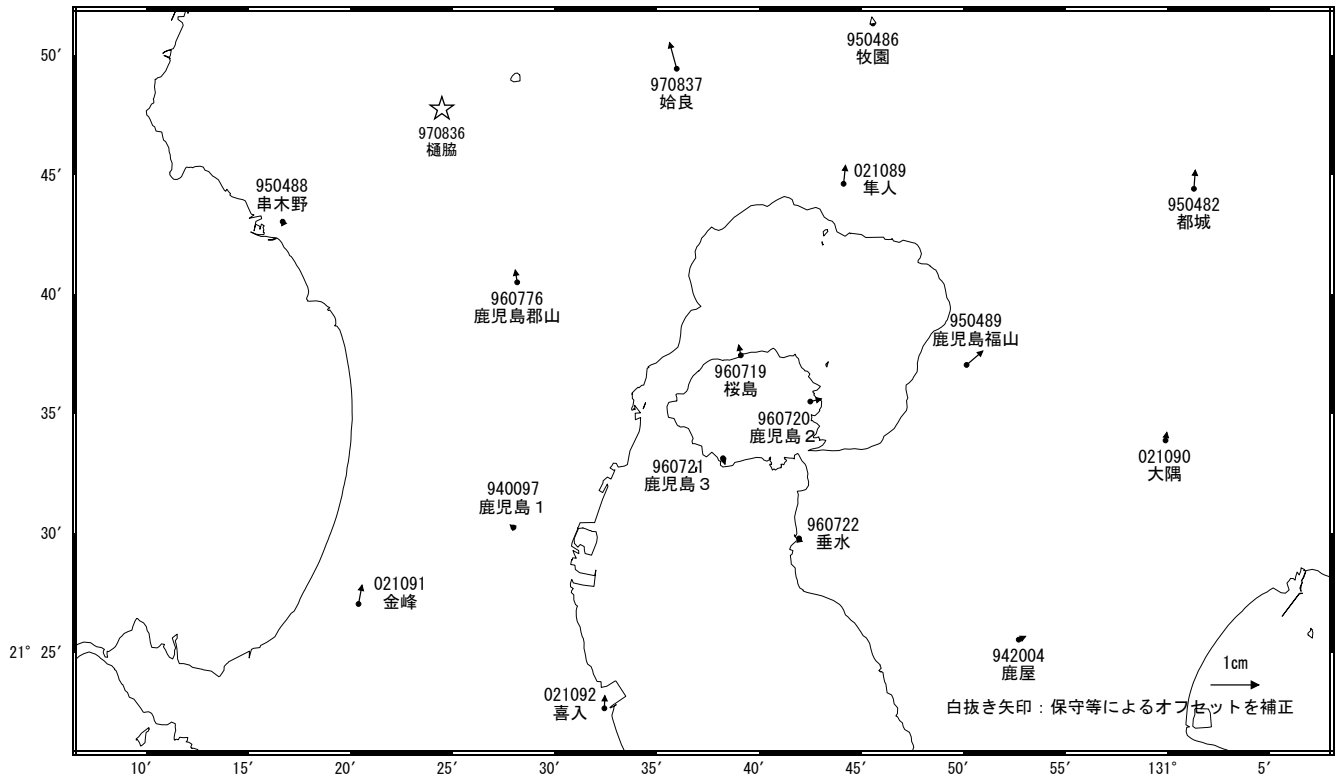 50′
950486
牧園
970837
姶良
970836
樋脇
45′
950488
串木野
021089
隼人
950482
都城
40′
960776
鹿児島郡山
950489
鹿児島福山
960719
桜島
35′
960720
鹿児島２
021090
大隅
960721
鹿児島３
940097
鹿児島１
30′
960722
垂水
021091
金峰
21° 25′
942004
鹿屋
1cm
021092
喜入
白抜き矢印：保守等によるオフセットを補正
10′ 15′ 20′ 25′ 30′ 35′ 40′ 45′ 50′ 55′ 131° 5′